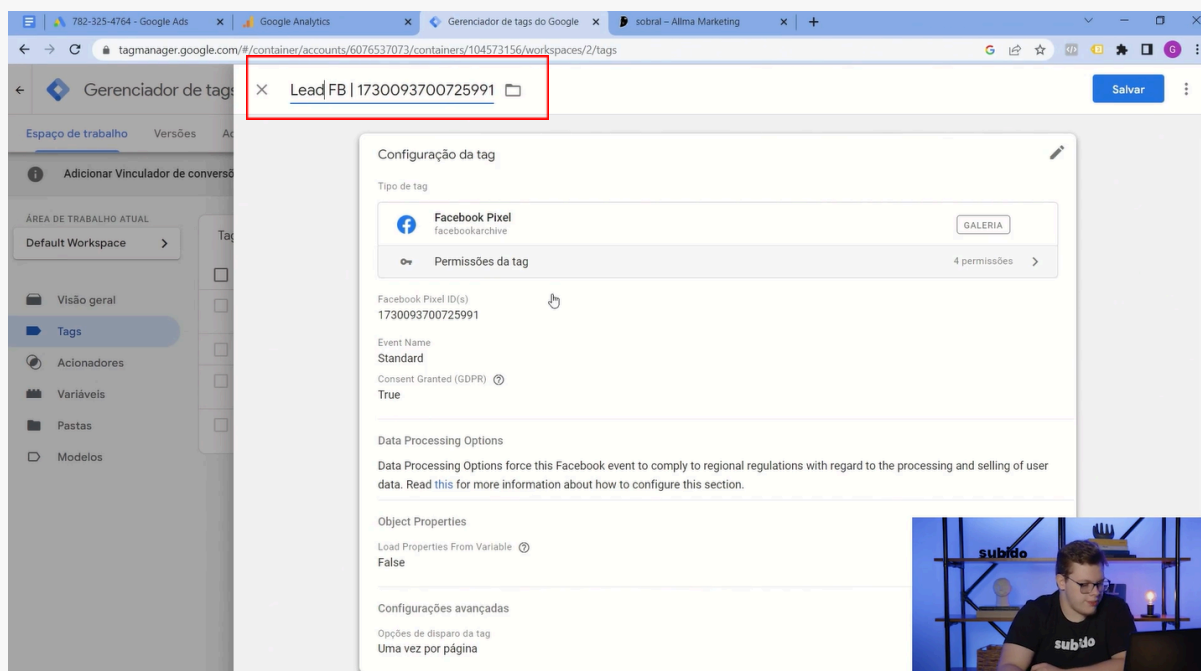 782-325-4764 - Google Ads
Google Analytics
Gerenciador de tags do Google
sobral – Allma Marketing
tagmanager.google.com/#/container/accounts/6076537073/containers/104573156/workspaces/2/tags
G
Gerenciador de tags
Lead FB | 1730093700725991
Salvar
Espaço de trabalho
Versões
Adicionar Vinculador de conversõ
ÁREA DE TRABALHO ATUAL
Default Workspace
Visão geral
Tags
Acionadores
Variáveis
Pastas
Modelos
Configuração da tag
Tipo de tag
Facebook Pixel
facebookarchive
GALERIA
Permissões da tag
4 permissões
Facebook Pixel ID(s)
1730093700725991
Event Name
Standard
Consent Granted (GDPR)
True
Data Processing Options
Data Processing Options force this Facebook event to comply to regional regulations with regard to the processing and selling of user
data. Read this for more information about how to configure this section.
Object Properties
Load Properties From Variable
False
Configurações avançadas
Opções de disparo da tag
Uma vez por página
subido
subido